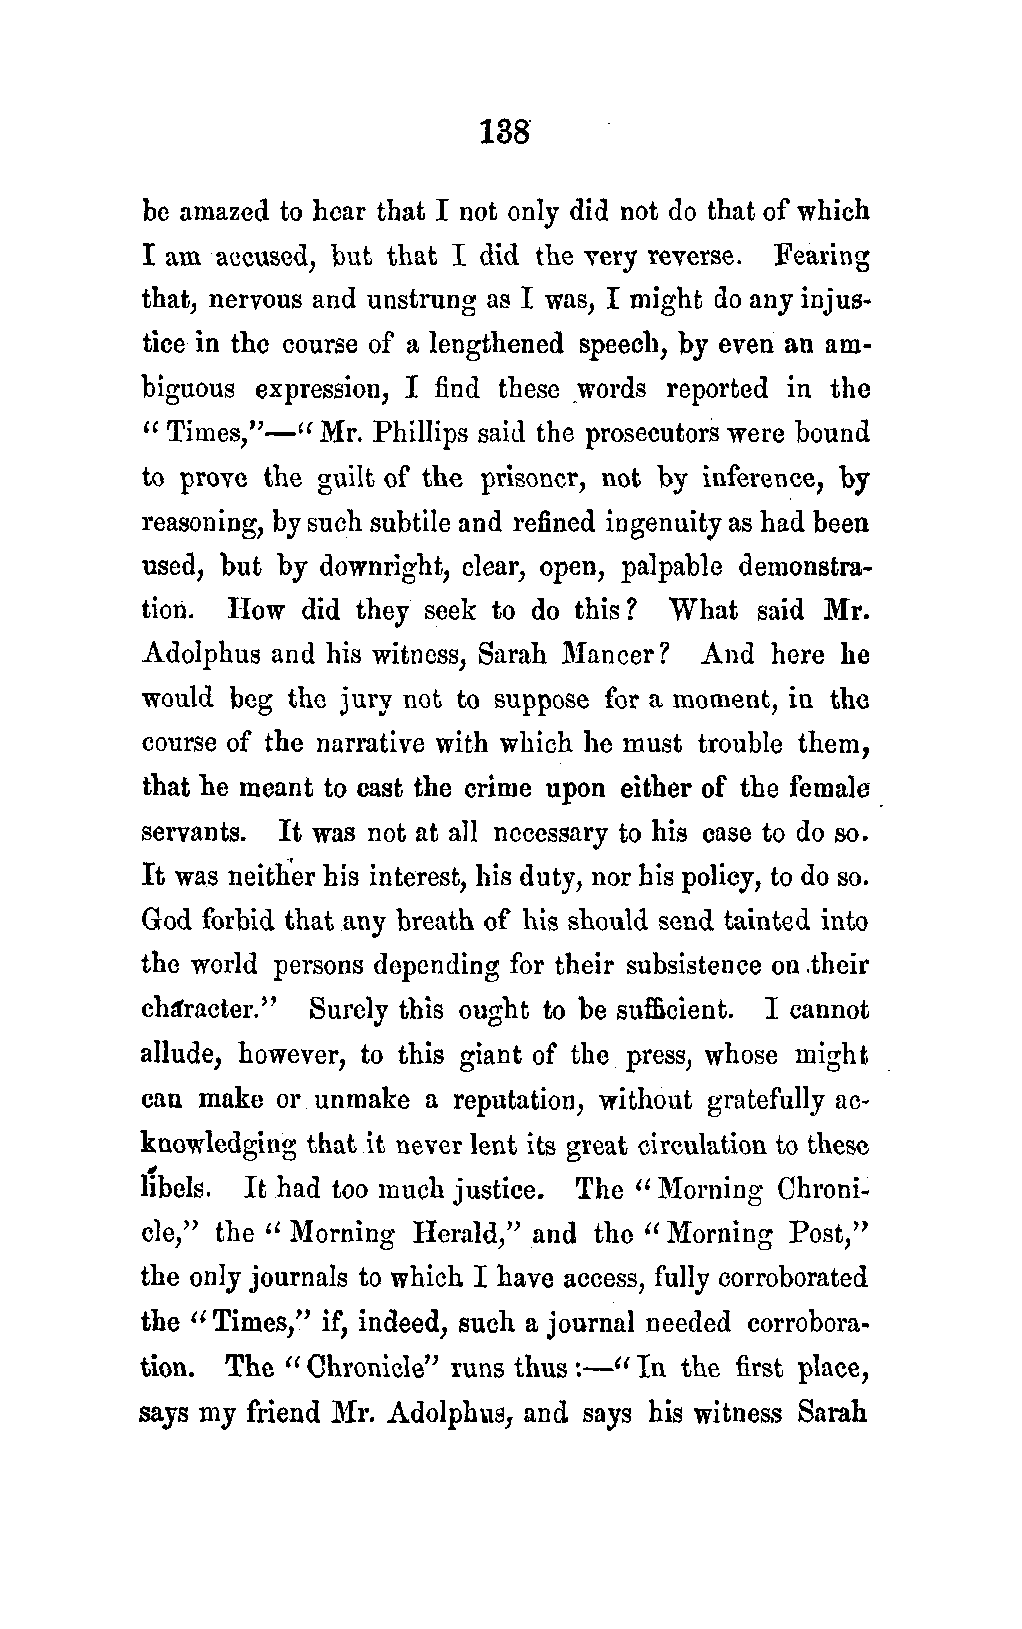 138
be amazed to hear that I not only did not do that of which
I am accused, but that I did the very reverse. Fearing
that, nervous and unstrung as I was, I might do any injus-
tice in the course of a lengthened speech, by even an am-
biguous expression, I find these words reported in the
“Times,”—“Mr. Phillips said the prosecutors were bound
to prove the guilt of the prisoner, not by inference, by
reasoning, by such subtile and refined ingenuity as had been
used, but by downright, clear, open, palpable demonstra-
tion. How did they seek to do this? What said Mr.
Adolphus and his witness, Sarah Mancer? And here he
would beg the jury not to suppose for a moment, in the
course of the narrative with which he must trouble them,
that he meant to cast the crime upon either of the female
servants. It was not at all necessary to his case to do so.
It was neither his interest, his duty, nor his policy, to do so.
God forbid that any breath of his should send tainted into
the world persons depending for their subsistence on their
character.” Surely this ought to be sufficient. I cannot
allude, however, to this giant of the press, whose might
can make or unmake a reputation, without gratefully ac-
knowledging that it never lent its great circulation to these
libels. It had too much justice. The “Morning Chroni-
cle,” the “Morning Herald,” and the “Morning Post,”
the only journals to which I have access, fully corroborated
the “Times,” if, indeed, such a journal needed corrobora-
tion. The “Chronicle” runs thus:—“In the first place,
says my friend Mr. Adolphus, and says his witness Sarah